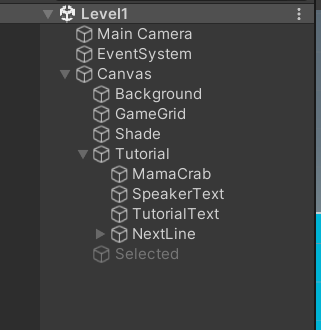 Level1
Main Camera
EventSystem
Canvas
Background
GameGrid
Shade
Tutorial
MamaCrab
SpeakerText
TutorialText
NextLine
Selected